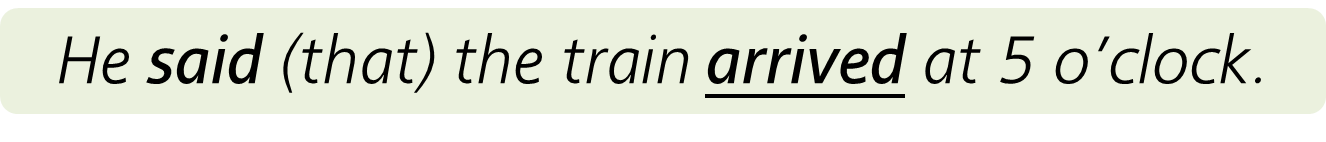 He said (that) the train arrived at 5 o’clock.